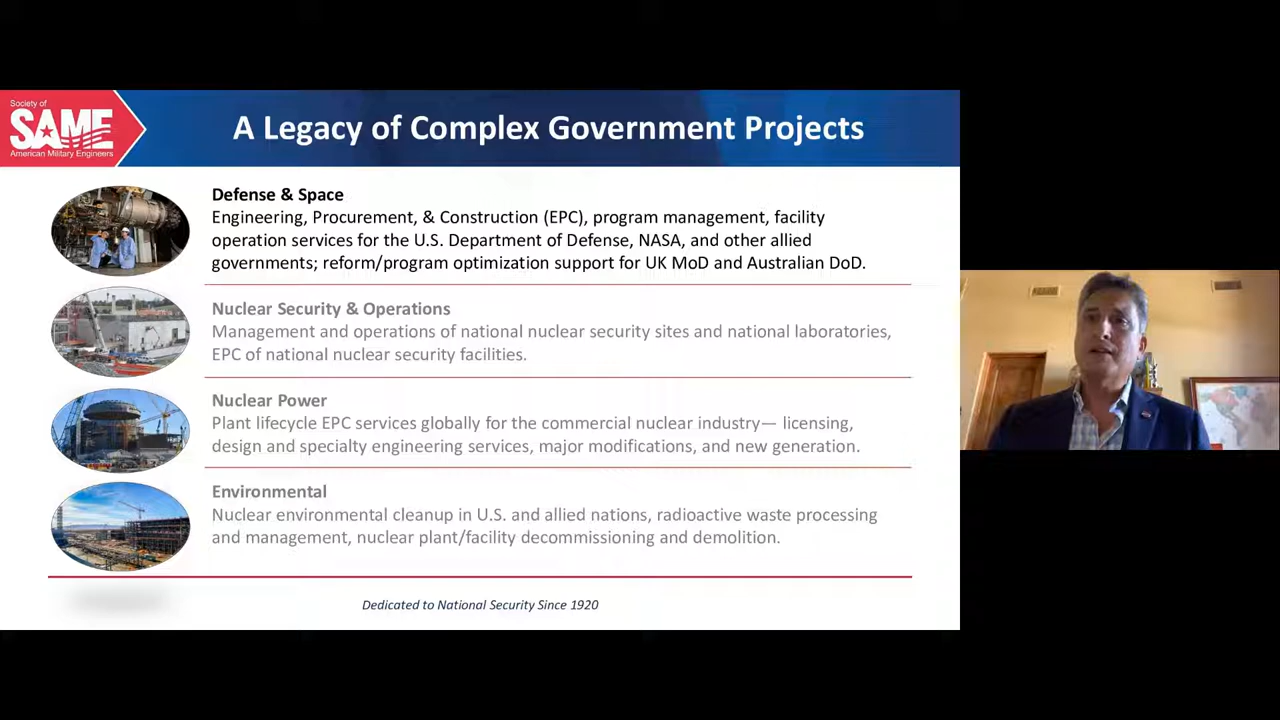 Society of
SAME
American Military Engineers
A Legacy of Complex Government Projects
Defense & Space
Engineering, Procurement, & Construction (EPC), program management, facility
operation services for the U.S. Department of Defense, NASA, and other allied
governments; reform/program optimization support for UK MoD and Australian DoD.
Nuclear Security & Operations
Management and operations of national nuclear security sites and national laboratories,
EPC of national nuclear security facilities.
Nuclear Power
Plant lifecycle EPC services globally for the commercial nuclear industry— licensing,
design and specialty engineering services, major modifications, and new generation.
Environmental
Nuclear environmental cleanup in U.S. and allied nations, radioactive waste processing
and management, nuclear plant/facility decommissioning and demolition.
Dedicated to National Security Since 1920